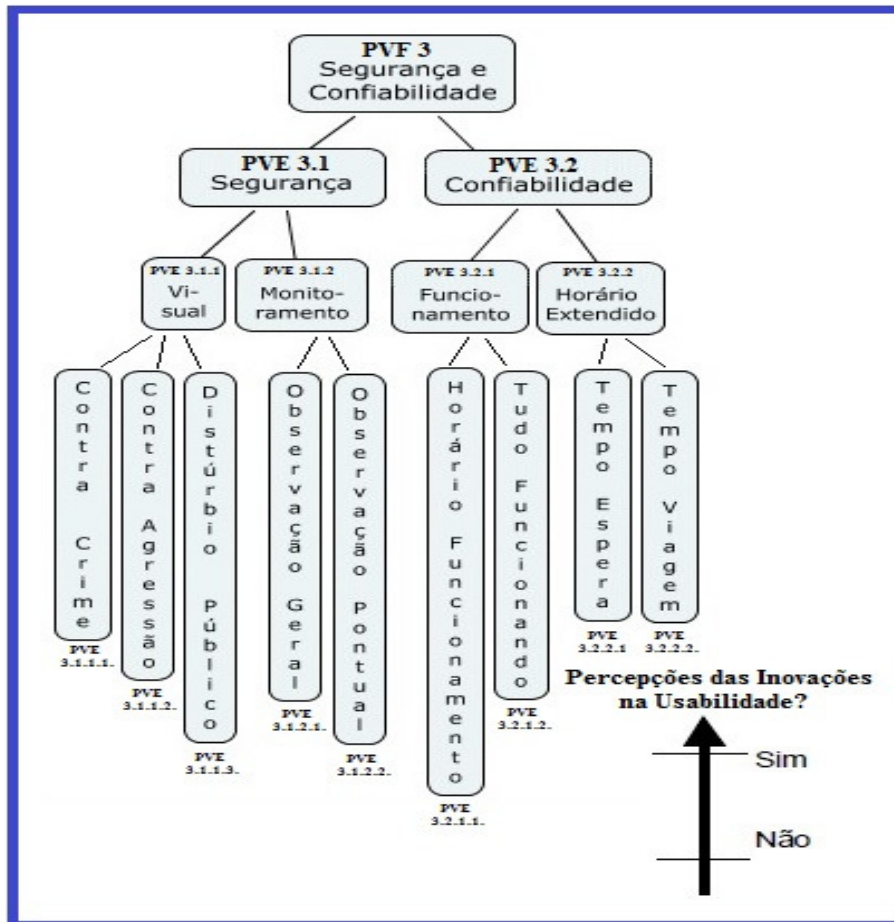 PVF 3
Segurança e
Confiabilidade
PVE 3.1
Segurança
PVE 3.2
Confiabilidade
PVE 3.1.1
Vi-
sual
PVE 3.1.2
Monito-
ramento
PVE 3.2.1
Funcio-
namento
PVE 3.2.2
Horário
Extendido
Contra Crime
PVE
3.1.1.1.
Contra Agressão
PVE
3.1.1.2.
Distúrbio Público
PVE
3.1.1.3.
Observação Geral
PVE
3.1.2.1.
Observação Pontual
PVE
3.1.2.2.
Horário Funcionamento
PVE
3.2.1.1.
Tudo Funcionando
PVE
3.2.1.2.
Tempo Espera
PVE
3.2.2.1
Tempo Viagem
PVE
3.2.2.2.
Percepções das Inovações
na Usabilidade?
Sim
Não